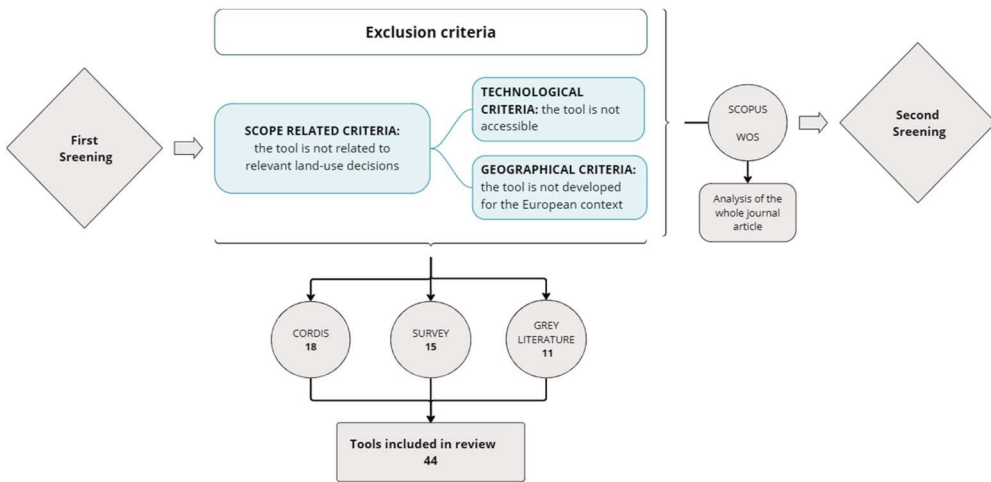 Exclusion criteria
First
Sreening
SCOPE RELATED CRITERIA:
the tool is not related to
relevant land-use decisions
TECHNOLOGICAL
CRITERIA: the tool is not
accessible
GEOGRAPHICAL CRITERIA:
the tool is not developed
for the European context
SCOPUS
WOS
Analysis of the
whole journal
article
Second
Sreening
CORDIS
18
SURVEY
15
GREY
LITERATURE
11
Tools included in review
44